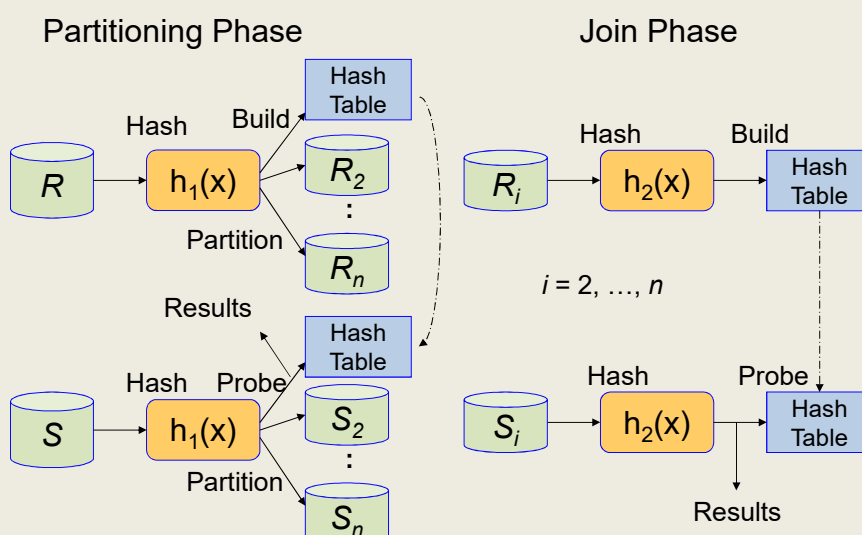 Partitioning Phase
Hash
Table
Hash
Build
R
h₁(x)
R₂
:
Partition
Rₙ
Results
Hash
Table
Hash
Probe
S
h₁(x)
S₂
:
Partition
Sₙ
Join Phase
Hash
Build
Rᵢ
h₂(x)
Hash
Table
i = 2, …, n
Hash
Probe
Sᵢ
h₂(x)
Hash
Table
Results